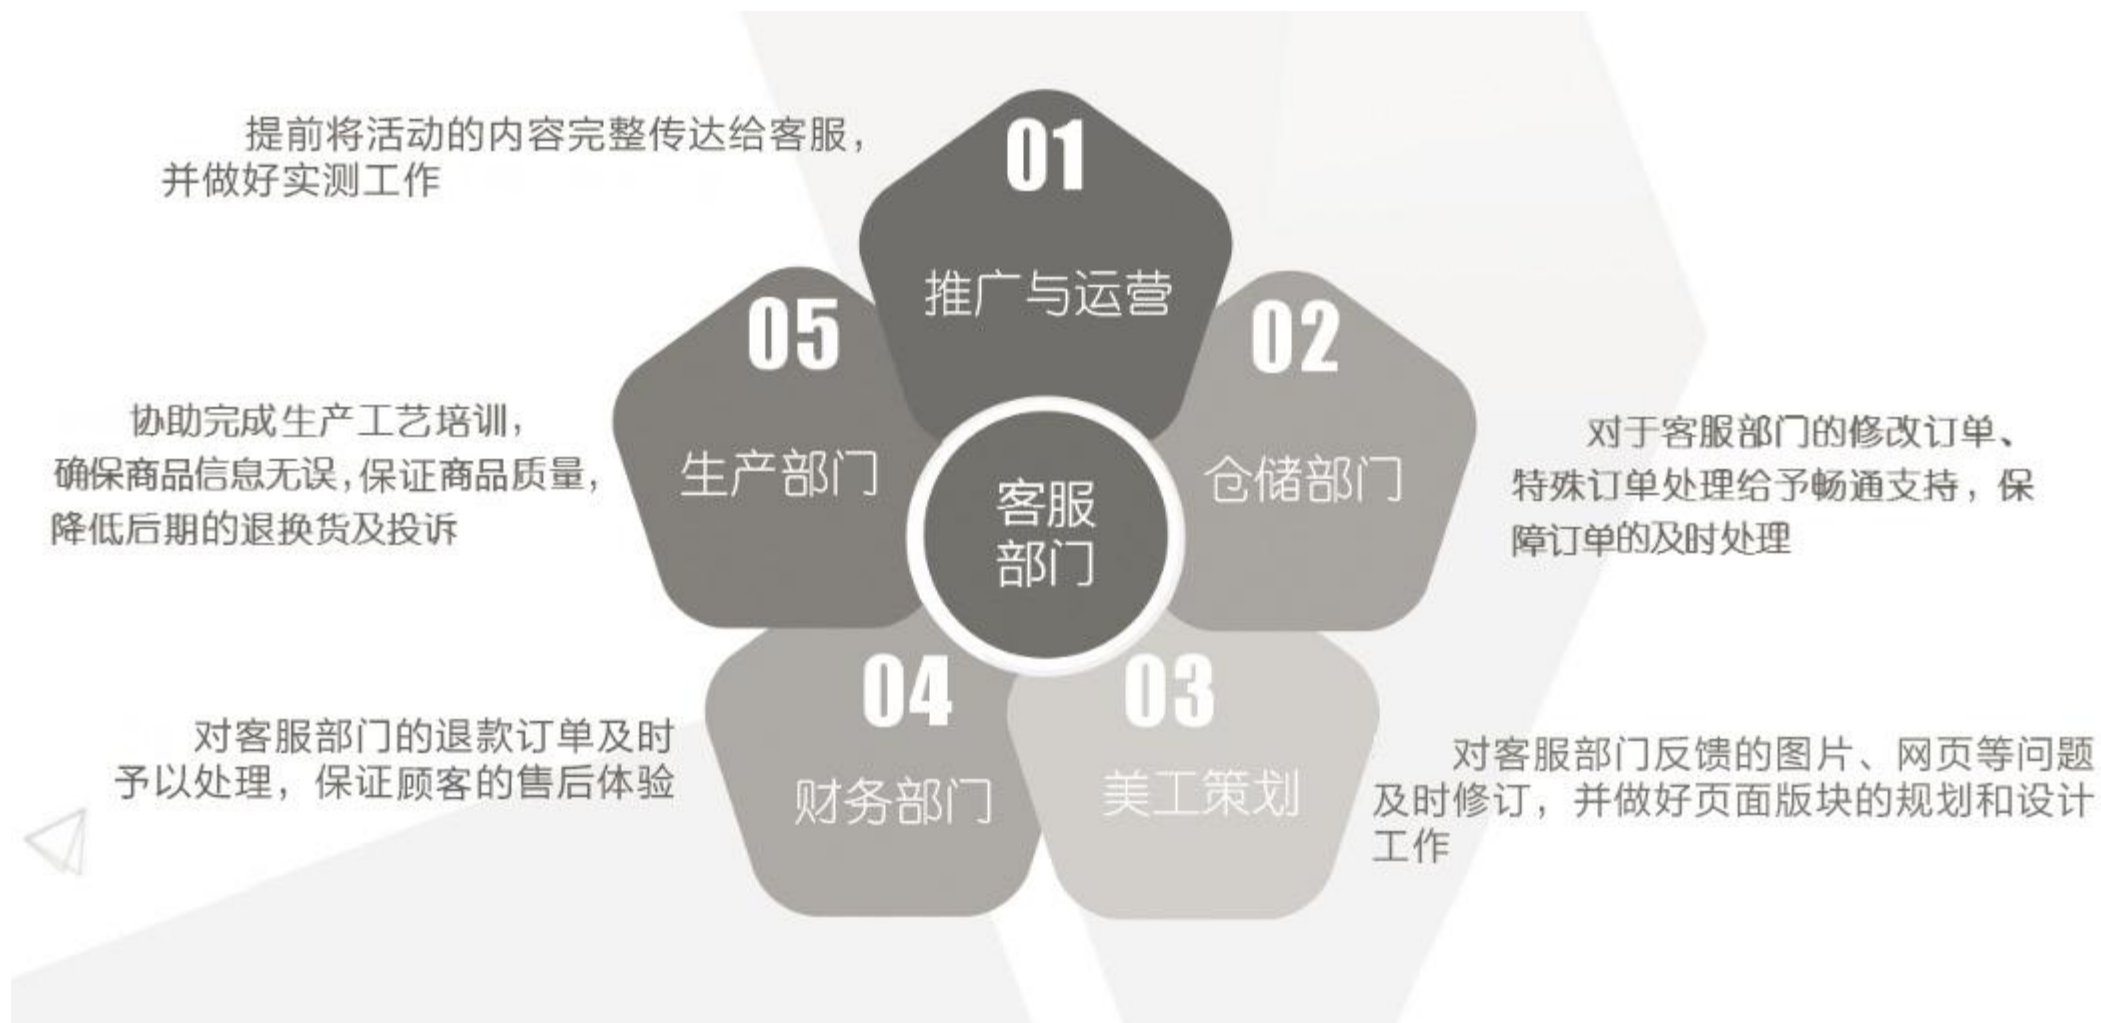 提前将活动的内容完整传达给客服，
并做好实测工作
01
推广与运营
02
仓储部门
对于客服部门的修改订单、
特殊订单处理给予畅通支持，保
障订单的及时处理
03
美工策划
对客服部门反馈的图片、网页等问题
及时修订，并做好页面版块的规划和设计
工作
04
财务部门
对客服部门的退款订单及时
予以处理，保证顾客的售后体验
05
生产部门
协助完成生产工艺培训，
确保商品信息无误，保证商品质量，
降低后期的退换货及投诉
客服
部门